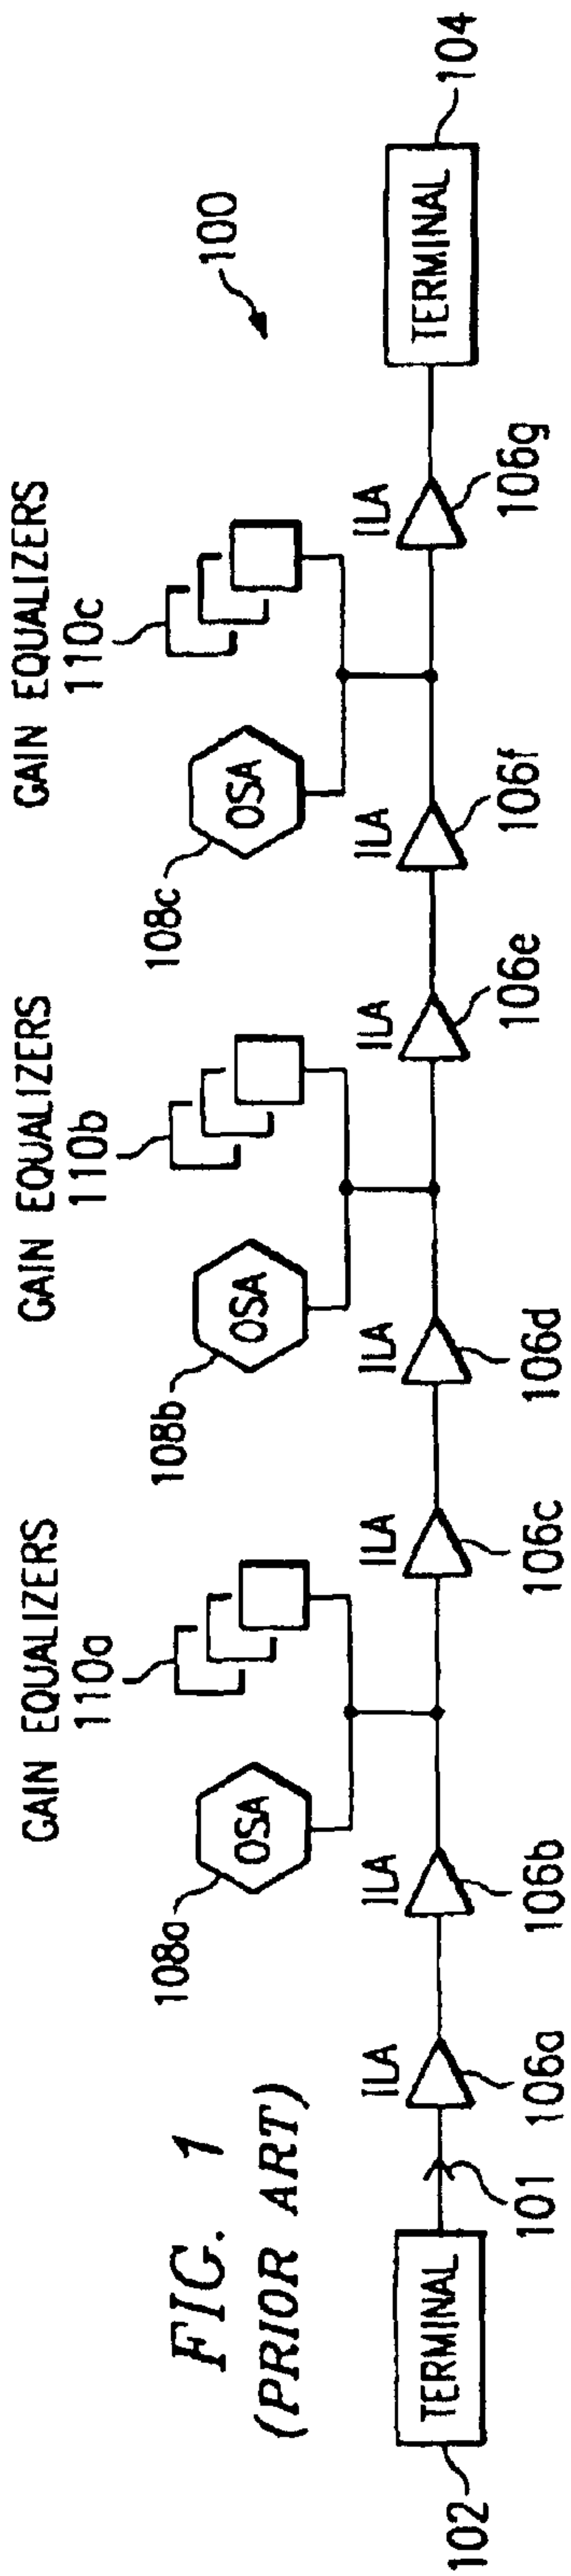 GAIN EQUALIZERS
110a
GAIN EQUALIZERS
110b
GAIN EQUALIZERS
110c
100
108a
OSA
108b
OSA
108c
OSA
FIG. 1
(PRIOR ART)
102
TERMINAL
101
ILA
106a
ILA
106b
ILA
106c
ILA
106d
ILA
106e
ILA
106f
ILA
106g
TERMINAL
104